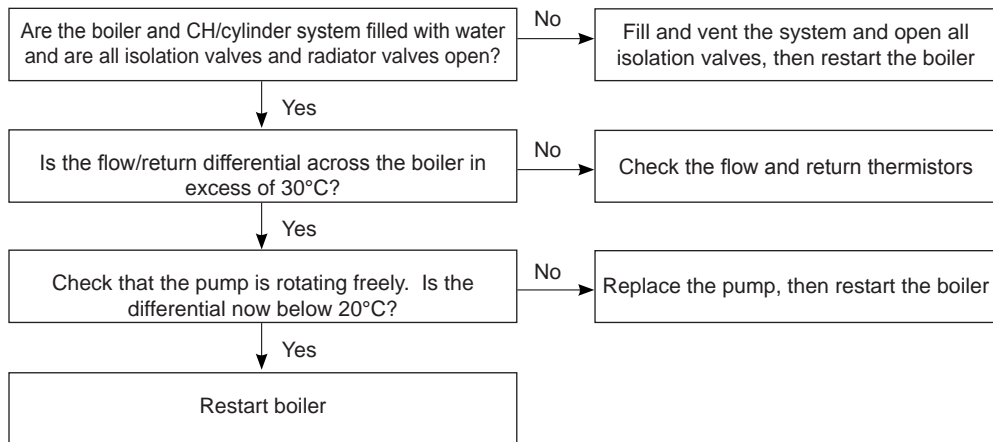 Are the boiler and CH/cylinder system filled with water
and are all isolation valves and radiator valves open?
No
Fill and vent the system and open all
isolation valves, then restart the boiler
Yes
Is the flow/return differential across the boiler in
excess of 30°C?
No
Check the flow and return thermistors
Yes
Check that the pump is rotating freely.  Is the
differential now below 20°C?
No
Replace the pump, then restart the boiler
Yes
Restart boiler